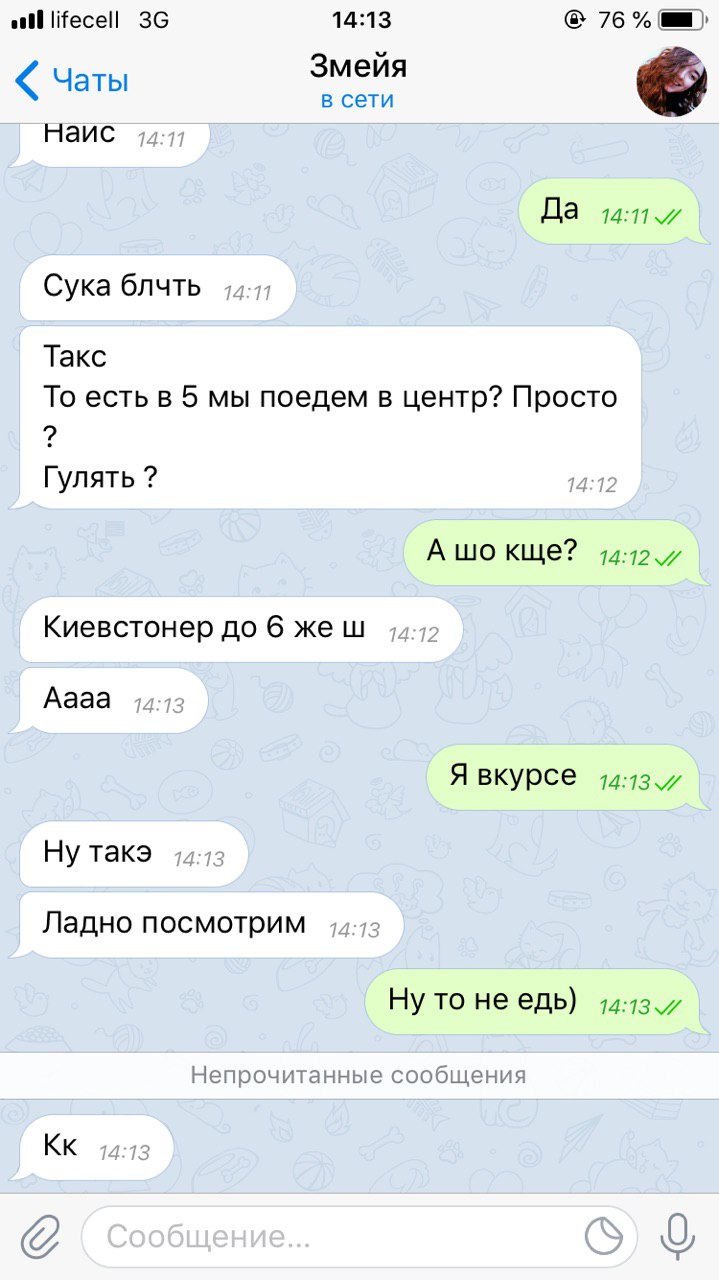 lifecell 3G 14:13 76 %
Чаты
Змейя
в сети
Наис 14:11
Да 14:11
Сука блчть 14:11
Такс
То есть в 5 мы поедем в центр? Просто
?
Гулять ? 14:12
А шо кще? 14:12
Киевстонер до 6 же ш 14:12
Аааа 14:13
Я вкурсе 14:13
Ну такэ 14:13
Ладно посмотрим 14:13
Ну то не едь) 14:13
Непрочитанные сообщения
Кк 14:13
Сообщение...